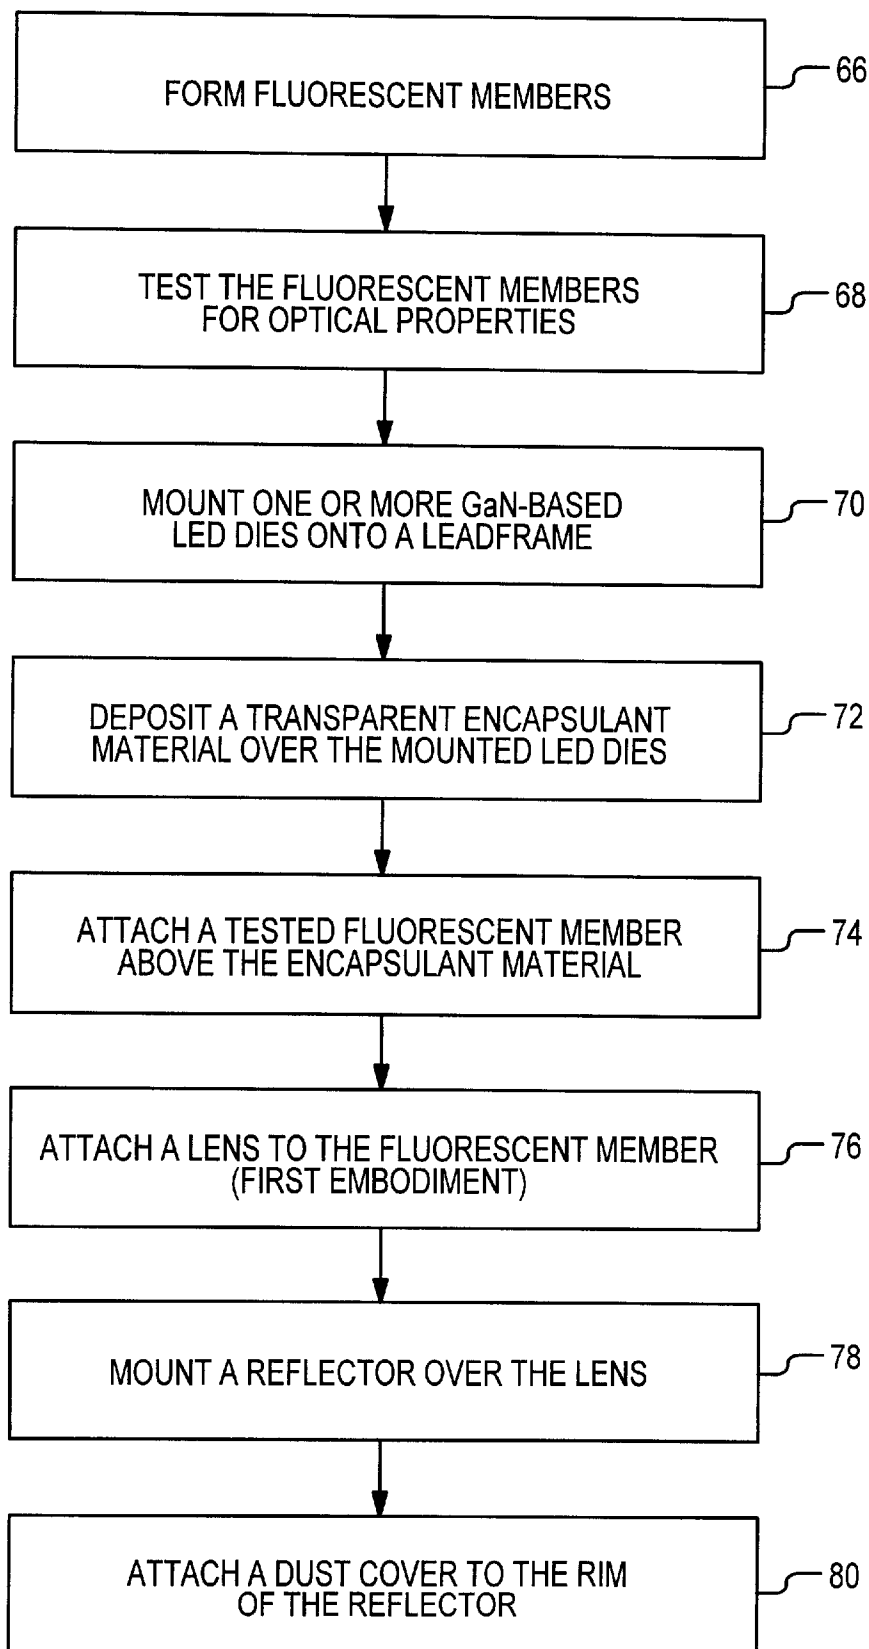 FORM FLUORESCENT MEMBERS
66
TEST THE FLUORESCENT MEMBERS
FOR OPTICAL PROPERTIES
68
MOUNT ONE OR MORE GaN-BASED
LED DIES ONTO A LEADFRAME
70
DEPOSIT A TRANSPARENT ENCAPSULANT
MATERIAL OVER THE MOUNTED LED DIES
72
ATTACH A TESTED FLUORESCENT MEMBER
ABOVE THE ENCAPSULANT MATERIAL
74
ATTACH A LENS TO THE FLUORESCENT MEMBER
(FIRST EMBODIMENT)
76
MOUNT A REFLECTOR OVER THE LENS
78
ATTACH A DUST COVER TO THE RIM
OF THE REFLECTOR
80